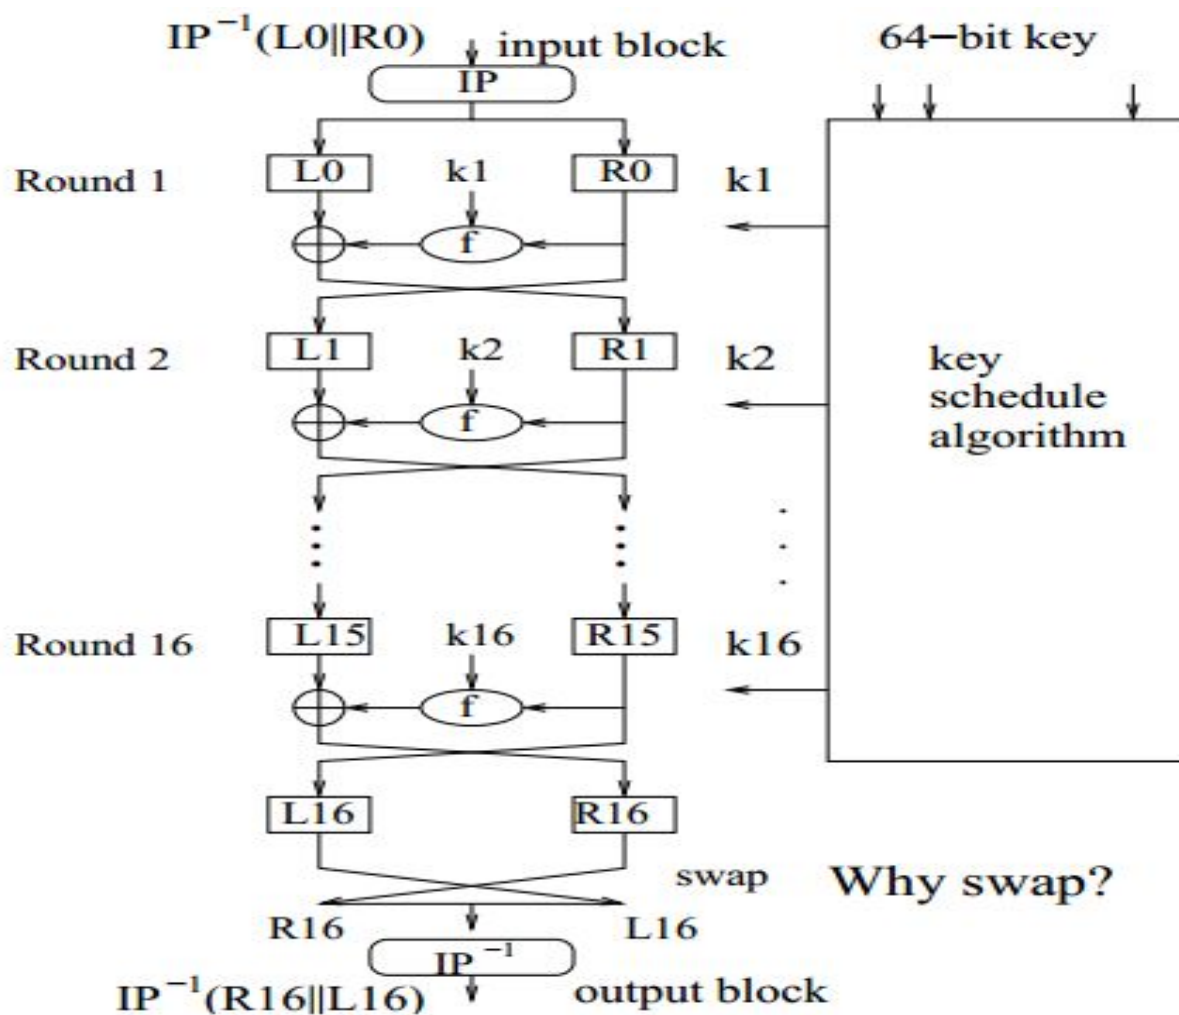 IP⁻¹(L0||R0) input block 64−bit key
IP
Round 1 L0 k1 R0 k1
f
Round 2 L1 k2 R1 k2 key
schedule
algorithm
f
Round 16 L15 k16 R15 k16
f
L16 R16
swap Why swap?
R16 L16
IP⁻¹
IP⁻¹(R16||L16) output block